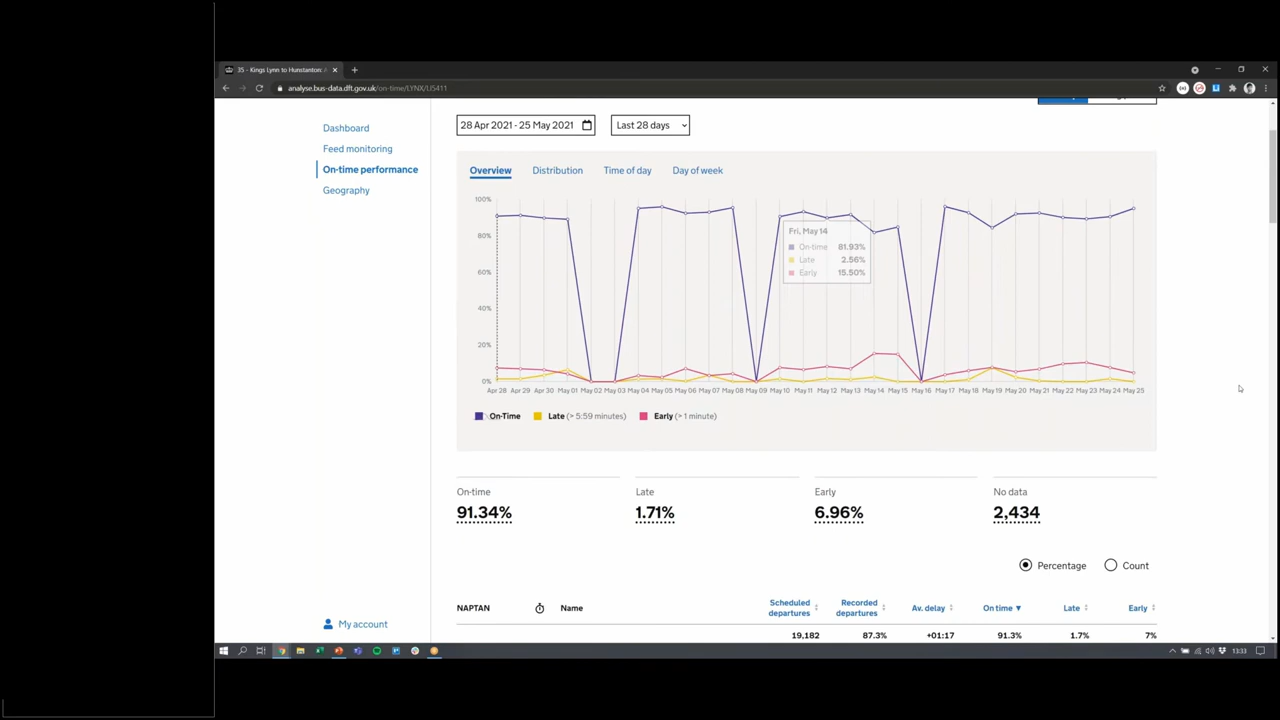 35 - Kings Lynn to Hunstanton: A
analyse.bus-data.dft.gov.uk/on-time/LYNX/LIS411
Dashboard
Feed monitoring
On-time performance
Geography
28 Apr 2021 - 25 May 2021
Last 28 days
Overview
Distribution
Time of day
Day of week
100%
80%
60%
40%
20%
0%
Fri, May 14
On-time 81.93%
Late 2.56%
Early 15.50%
Apr 28 Apr 29 Apr 30 May 01 May 02 May 03 May 04 May 05 May 06 May 07 May 08 May 09 May 10 May 11 May 12 May 13 May 14 May 15 May 16 May 17 May 18 May 19 May 20 May 21 May 22 May 23 May 24 May 25
On-Time Late (> 5:59 minutes) Early (> 1 minute)
On-time Late Early No data
91.34% 1.71% 6.96% 2,434
Percentage Count
NAPTAN Name Scheduled departures Recorded departures Av. delay On time ▼ Late Early
19,182 87.3% +01:17 91.3% 1.7% 7%
My account
13:33